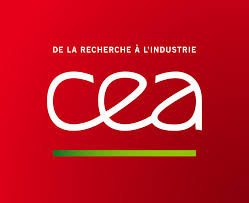 DE LA RECHERCHE À L'INDUSTRIE
cea